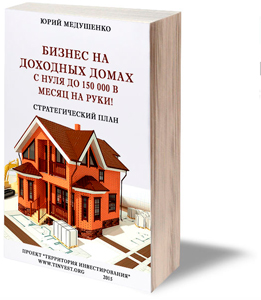 ЮРИЙ МЕДУШЕНКО
БИЗНЕС НА
ДОХОДНЫХ ДОМАХ
С НУЛЯ ДО 150 000 В
МЕСЯЦ НА РУКИ!
СТРАТЕГИЧЕСКИЙ ПЛАН
ПРОЕКТ "ТЕРРИТОРИЯ ИНВЕСТИРОВАНИЯ"
WWW.TINVEST.ORG 2013